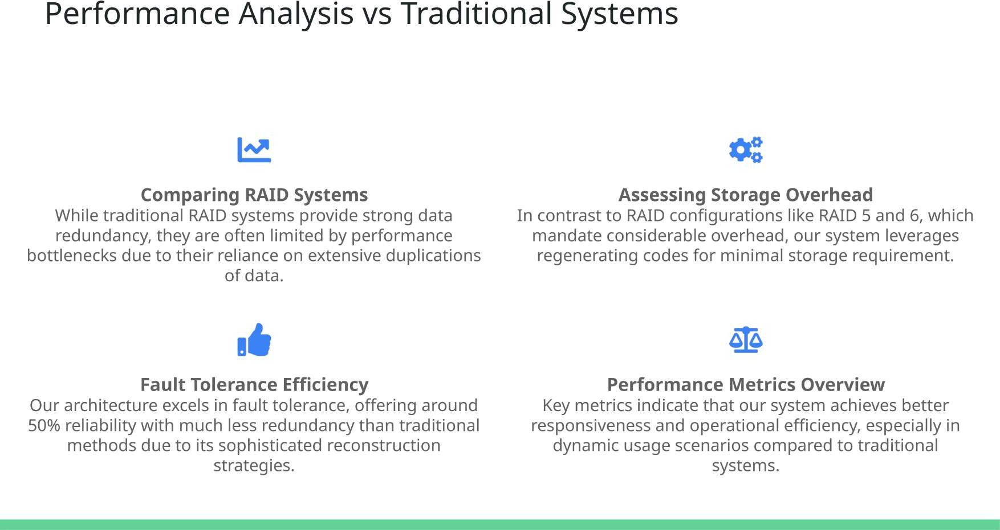 Performance Analysis vs Traditional Systems
Comparing RAID Systems
While traditional RAID systems provide strong data
redundancy, they are often limited by performance
bottlenecks due to their reliance on extensive duplications
of data.
Assessing Storage Overhead
In contrast to RAID configurations like RAID 5 and 6, which
mandate considerable overhead, our system leverages
regenerating codes for minimal storage requirement.
Fault Tolerance Efficiency
Our architecture excels in fault tolerance, offering around
50% reliability with much less redundancy than traditional
methods due to its sophisticated reconstruction
strategies.
Performance Metrics Overview
Key metrics indicate that our system achieves better
responsiveness and operational efficiency, especially in
dynamic usage scenarios compared to traditional
systems.